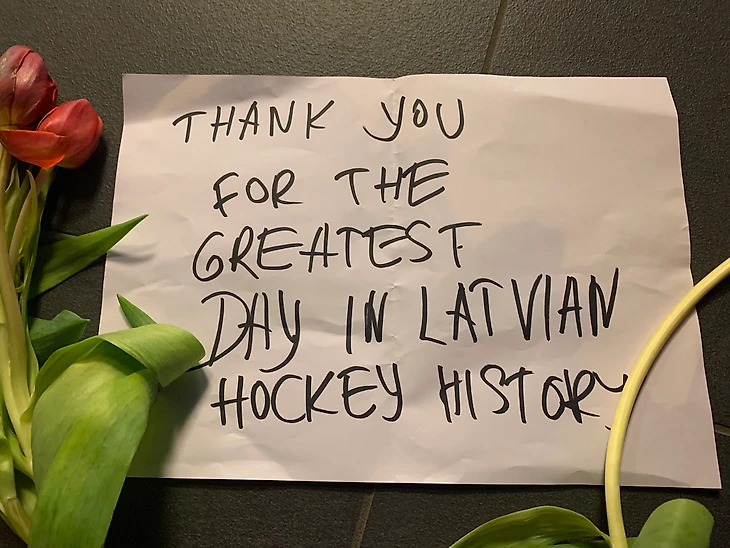 THANK YOU
FOR THE
GREATEST
DAY IN LATVIAN
HOCKEY HISTORY